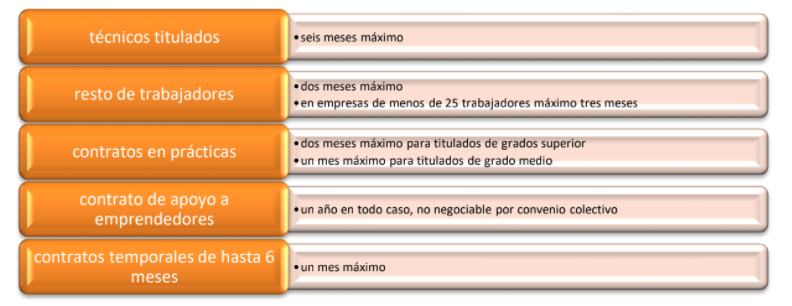 técnicos titulados
•seis meses máximo
resto de trabajadores
•dos meses máximo
•en empresas de menos de 25 trabajadores máximo tres meses
contratos en prácticas
•dos meses máximo para titulados de grados superior
•un mes máximo para titulados de grado medio
contrato de apoyo a
emprendedores
•un año en todo caso, no negociable por convenio colectivo
contratos temporales de hasta 6
meses
•un mes máximo